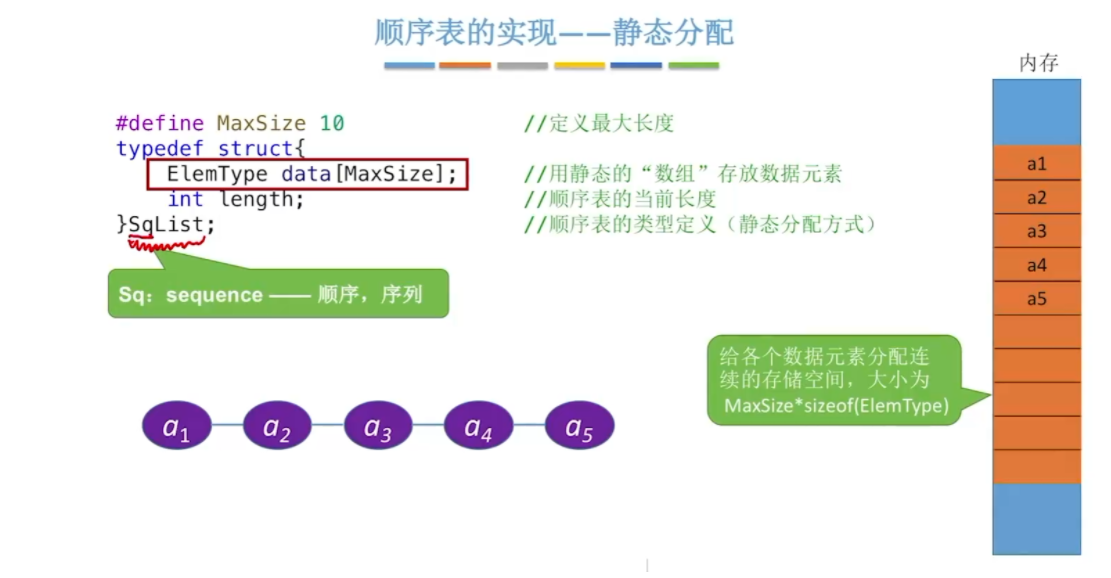 顺序表的实现——静态分配
#define MaxSize 10 //定义最大长度
typedef struct{
ElemType data[MaxSize]; //用静态的“数组”存放数据元素
int length; //顺序表的当前长度
}SqList; //顺序表的类型定义（静态分配方式）
Sq：sequence —— 顺序，序列
a1 a2 a3 a4 a5
给各个数据元素分配连
续的存储空间，大小为
MaxSize*sizeof(ElemType)
内存
a1
a2
a3
a4
a5